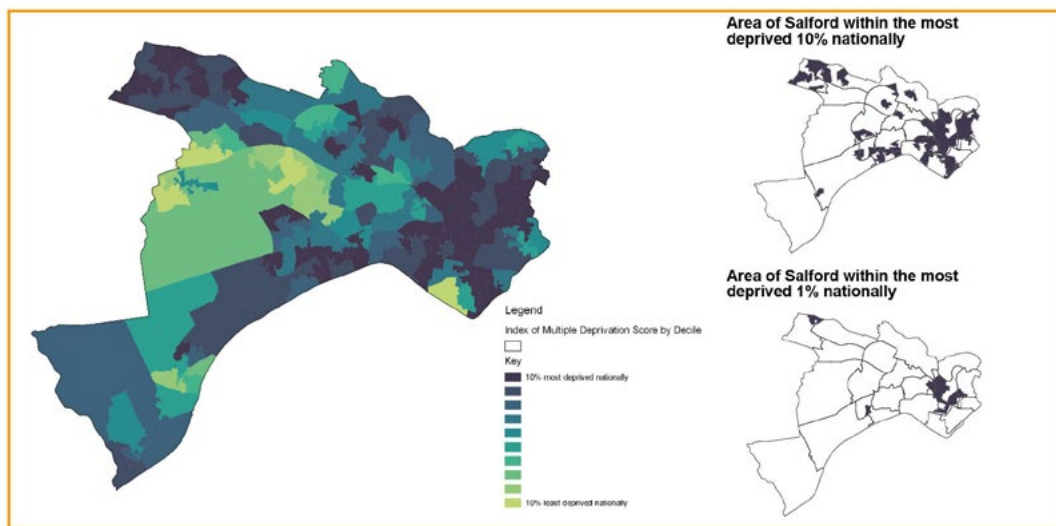 Area of Salford within the most
deprived 10% nationally
Area of Salford within the most
deprived 1% nationally
Legend
Index of Multiple Deprivation Score by Decile
Key
10% most deprived nationally
10% least deprived nationally